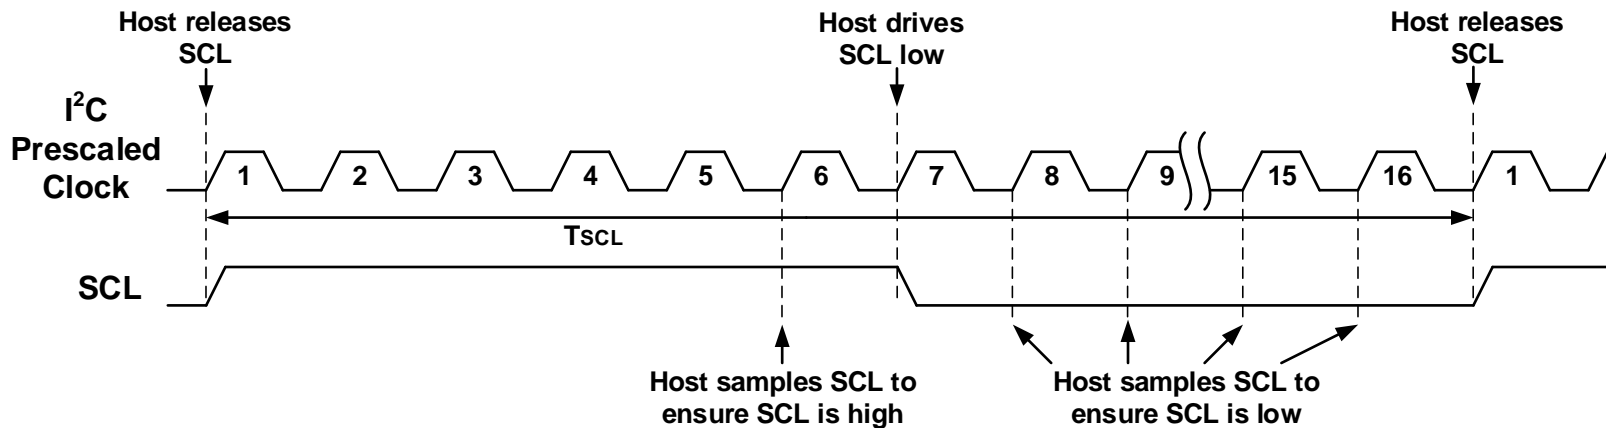 Host releases
SCL
Host drives
SCL low
Host releases
SCL
I²C
Prescaled
Clock
1 2 3 4 5 6 7 8 9 15 16 1
TSCL
SCL
Host samples SCL to
ensure SCL is high
Host samples SCL to
ensure SCL is low